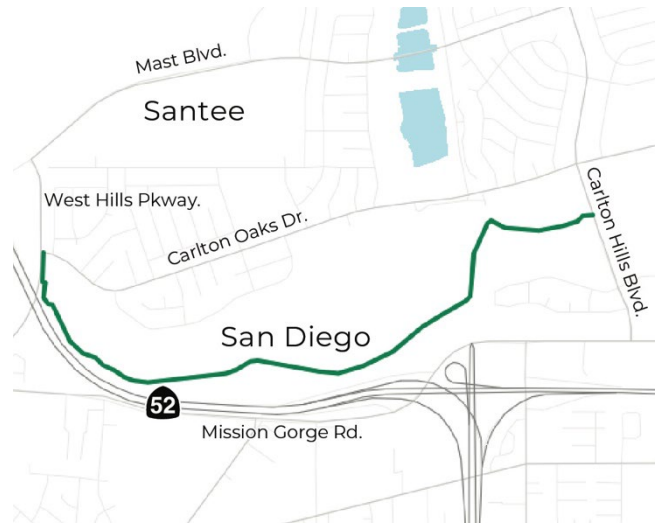 Mast Blvd.
Santee
West Hills Pkway.
Carlton Oaks Dr.
Carlton Hills Blvd.
San Diego
52
Mission Gorge Rd.